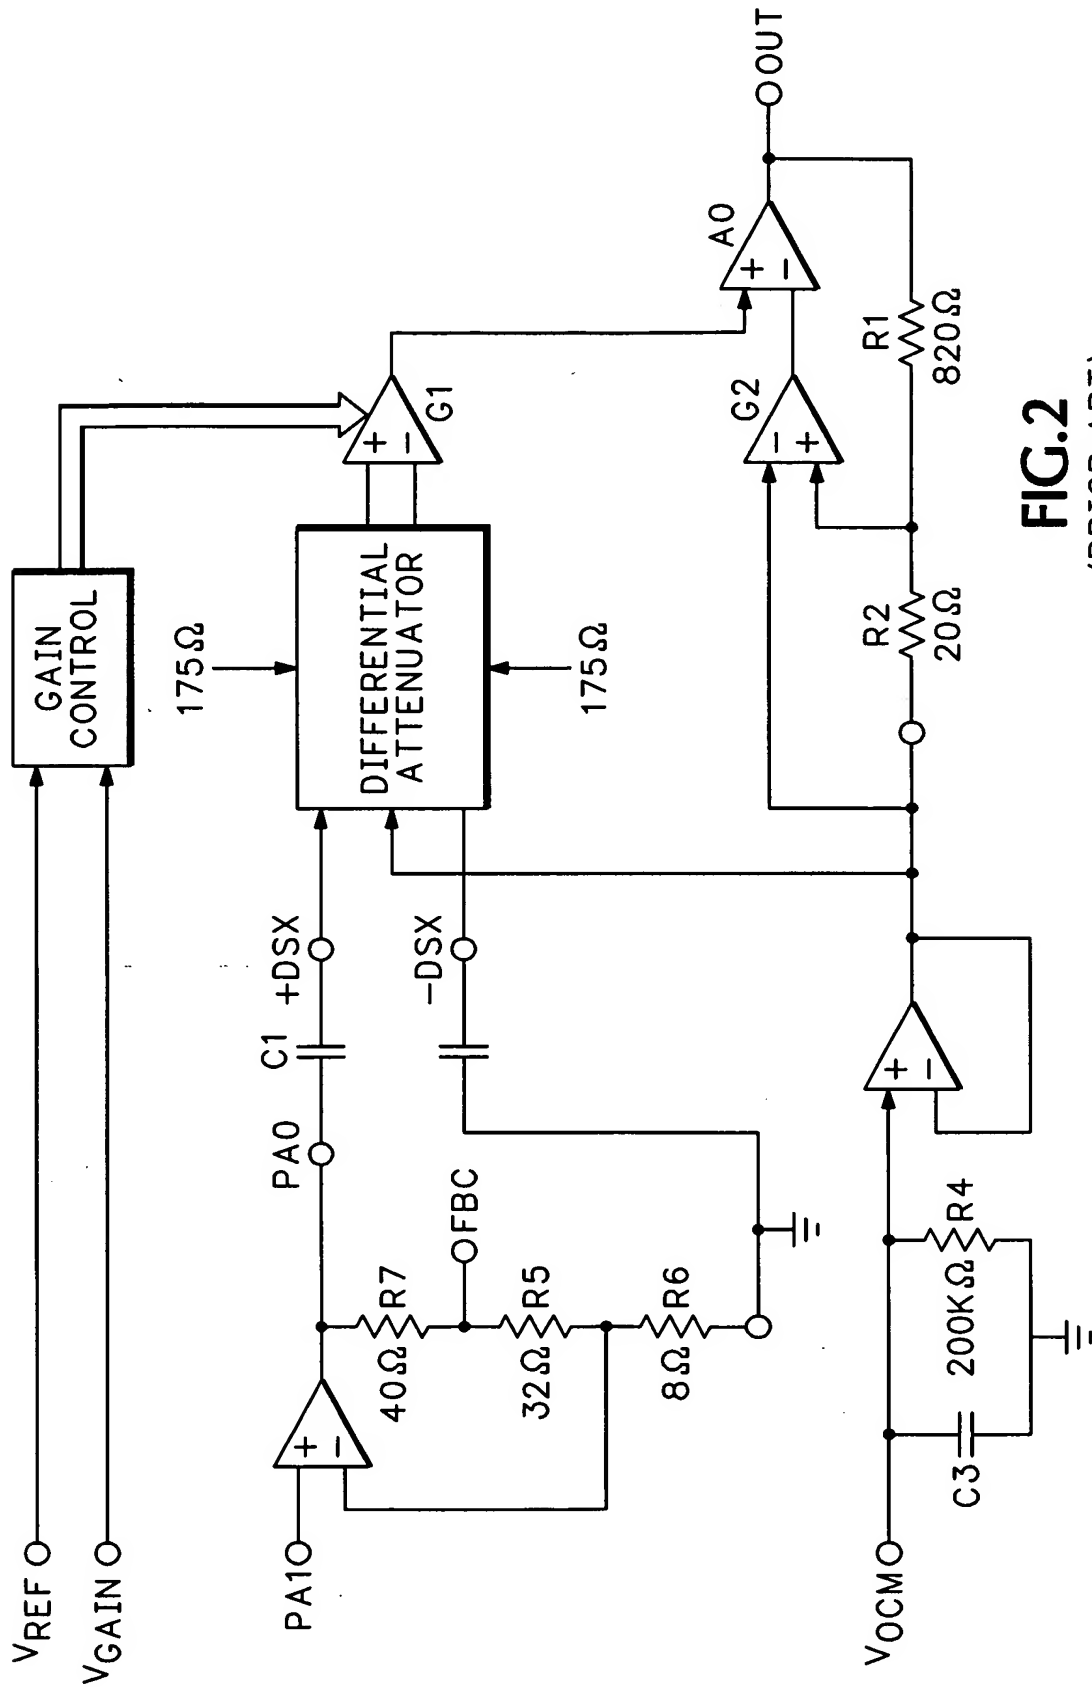 VREF
VGAIN
GAIN
CONTROL
175Ω
PA1
+
−
40Ω
R7
FBC
32Ω
R5
8Ω
R6
PA0
C1
+DSX
−DSX
DIFFERENTIAL
ATTENUATOR
175Ω
+
−
G1
VOCM
C3
200KΩ
R4
+
−
R2
20Ω
G2
−
+
R1
820Ω
A0
+
−
OUT
FIG.2